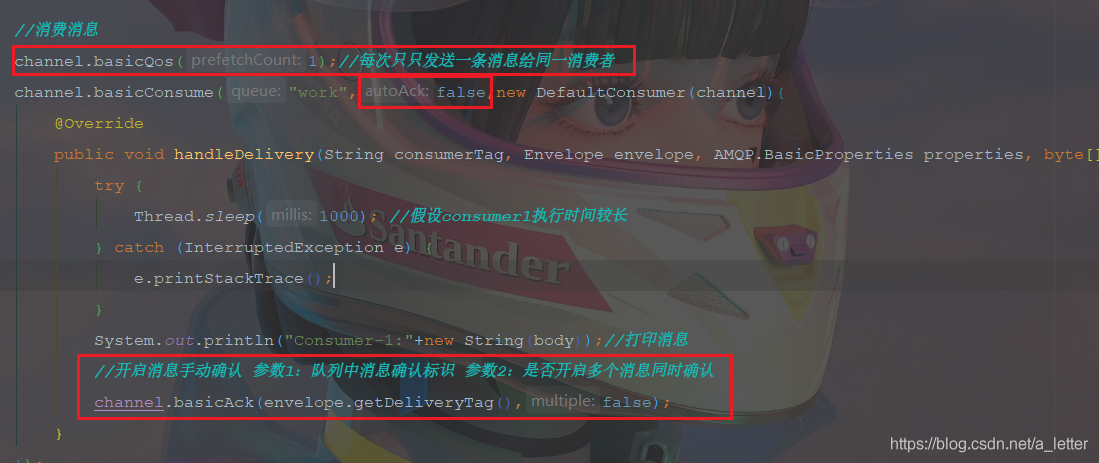 //消费消息
channel.basicQos( prefetchCount: 1);//每次只只发送一条消息给同一消费者
channel.basicConsume( queue: "work", autoAck: false,new DefaultConsumer(channel){
@Override
public void handleDelivery(String consumerTag, Envelope envelope, AMQP.BasicProperties properties, byte[]
try {
Thread.sleep( millis: 1000); //假设consumer1执行时间较长
} catch (InterruptedException e) {
e.printStackTrace();
}
System.out.println("Consumer-1:"+new String(body));//打印消息
//开启消息手动确认 参数1: 队列中消息确认标识 参数2: 是否开启多个消息同时确认
channel.basicAck(envelope.getDeliveryTag(), multiple: false);
}
Santander
https://blog.csdn.net/a_letter